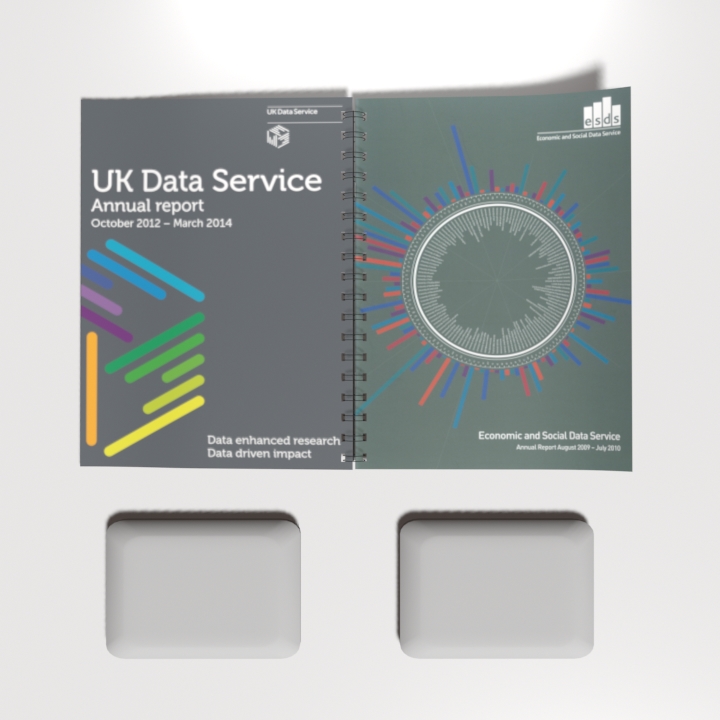 UK Data Service
UK Data Service
Annual report
October 2012 – March 2014
Data enhanced research
Data driven impact
esds
Economic and Social Data Service
Economic and Social Data Service
Annual Report August 2009 – July 2010